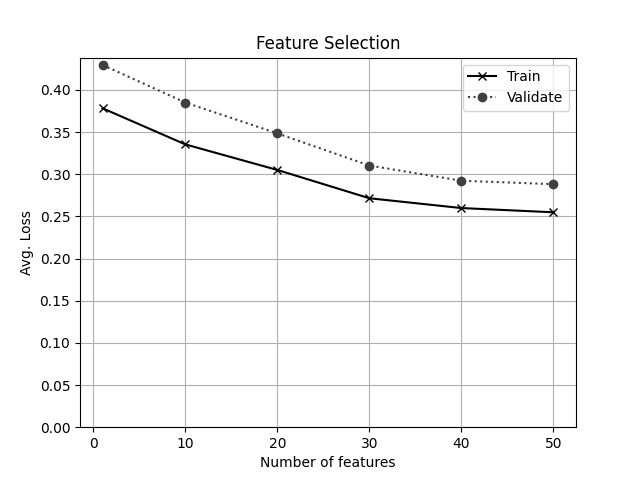 Feature Selection
Train
Validate
0.40
0.35
0.30
0.25
0.20
0.15
0.10
0.05
0.00
Avg. Loss
0 10 20 30 40 50
Number of features